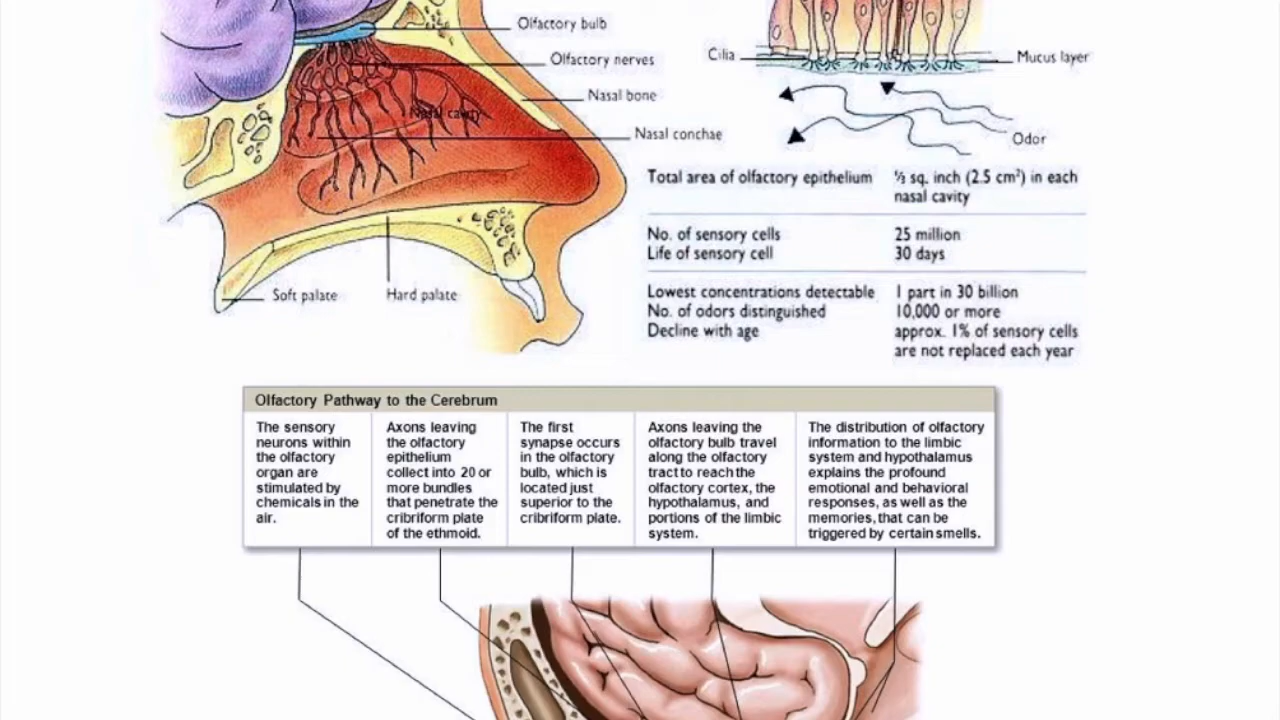 Olfactory bulb
Olfactory nerves
Nasal bone
Nasal cavity
Nasal conchae
Soft palate
Hard palate
Cilia
Mucus layer
Odor
Total area of olfactory epithelium
⅓ sq. inch (2.5 cm²) in each
nasal cavity
No. of sensory cells
25 million
Life of sensory cell
30 days
Lowest concentrations detectable
1 part in 30 billion
No. of odors distinguished
10,000 or more
Decline with age
approx. 1% of sensory cells
are not replaced each year
Olfactory Pathway to the Cerebrum
The sensory
neurons within
the olfactory
organ are
stimulated by
chemicals in the
air.
Axons leaving
the olfactory
epithelium
collect into 20 or
more bundles
that penetrate the
cribriform plate
of the ethmoid.
The first
synapse occurs
in the olfactory
bulb, which is
located just
superior to the
cribriform plate.
Axons leaving the
olfactory bulb travel
along the olfactory
tract to reach the
olfactory cortex, the
hypothalamus, and
portions of the limbic
system.
The distribution of olfactory
information to the limbic
system and hypothalamus
explains the profound
emotional and behavioral
responses, as well as the
memories, that can be
triggered by certain smells.